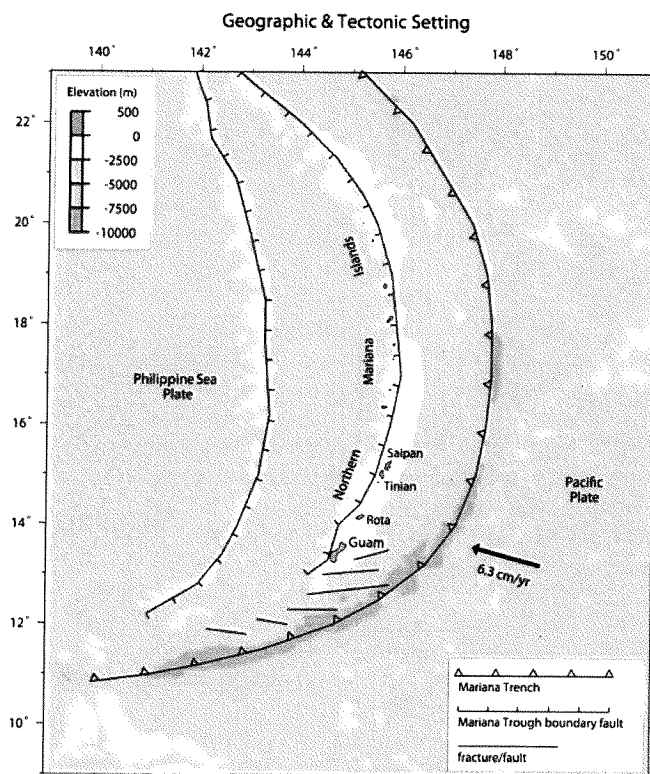 Geographic & Tectonic Setting
140° 142° 144° 146° 148° 150°
Elevation (m)
500
0
-2500
-5000
-7500
-10000
22°
20°
18°
16°
14°
12°
10°
Philippine Sea
Plate
Northern Mariana Islands
Saipan
Tinian
Rota
Guam
Pacific
Plate
6.3 cm/yr
Mariana Trench
Mariana Trough boundary fault
fracture/fault